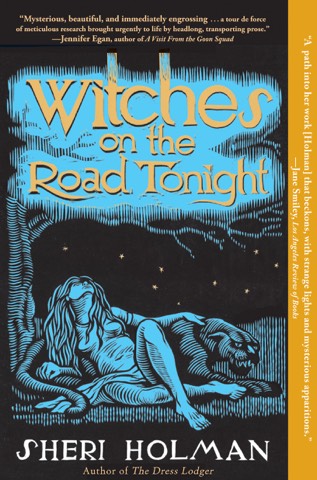 "Mysterious, beautiful, and immediately engrossing . . . a tour de force
of meticulous research brought urgently to life by headlong, transporting prose."
—Jennifer Egan, author of A Visit From the Goon Squad
Witches
on the
Road Tonight
SHERI HOLMAN
Author of The Dress Lodger
"A path into her work [Holman] that beckons, with strange lights and mysterious apparitions."
—Jane Smiley, Los Angeles Review of Books